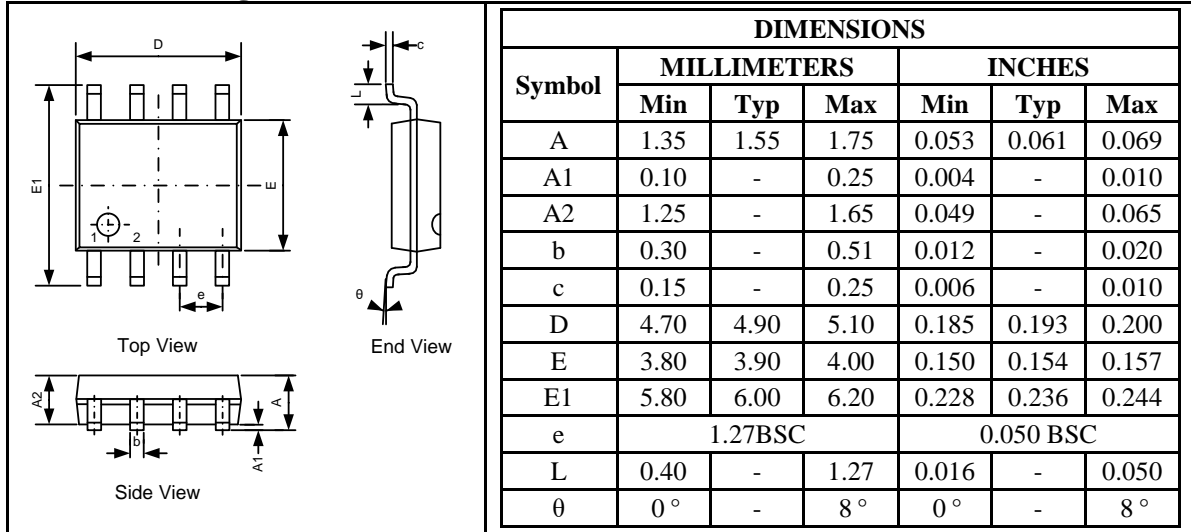 D
E1
E
1 2
e
Top View
c
L
θ
End View
A2
A
b
A1
Side View
DIMENSIONS
Symbol MILLIMETERS INCHES
Min Typ Max Min Typ Max
A 1.35 1.55 1.75 0.053 0.061 0.069
A1 0.10 - 0.25 0.004 - 0.010
A2 1.25 - 1.65 0.049 - 0.065
b 0.30 - 0.51 0.012 - 0.020
c 0.15 - 0.25 0.006 - 0.010
D 4.70 4.90 5.10 0.185 0.193 0.200
E 3.80 3.90 4.00 0.150 0.154 0.157
E1 5.80 6.00 6.20 0.228 0.236 0.244
e 1.27BSC 0.050 BSC
L 0.40 - 1.27 0.016 - 0.050
θ 0 ° - 8 ° 0 ° - 8 °